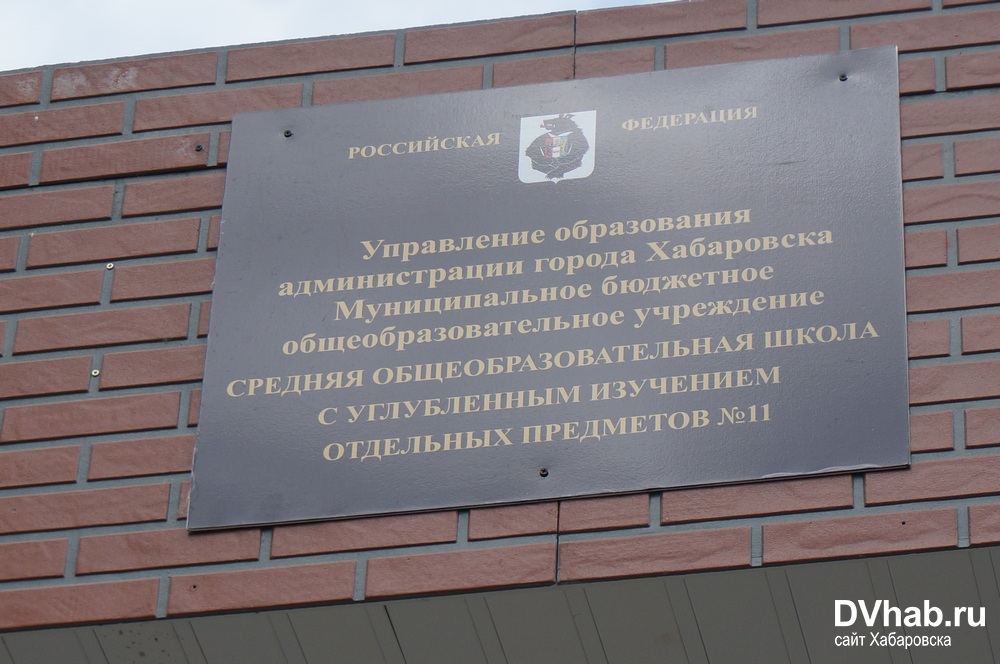 РОССИЙСКАЯ ФЕДЕРАЦИЯ
Управление образования
администрации города Хабаровска
Муниципальное бюджетное
общеобразовательное учреждение
СРЕДНЯЯ ОБЩЕОБРАЗОВАТЕЛЬНАЯ ШКОЛА
С УГЛУБЛЕННЫМ ИЗУЧЕНИЕМ
ОТДЕЛЬНЫХ ПРЕДМЕТОВ №11
DVhab.ru
сайт Хабаровска